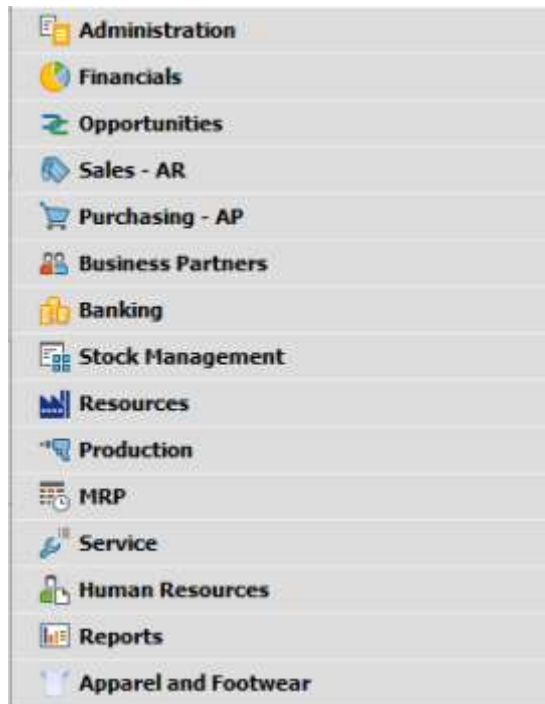 Administration
Financials
Opportunities
Sales - AR
Purchasing - AP
Business Partners
Banking
Stock Management
Resources
Production
MRP
Service
Human Resources
Reports
Apparel and Footwear